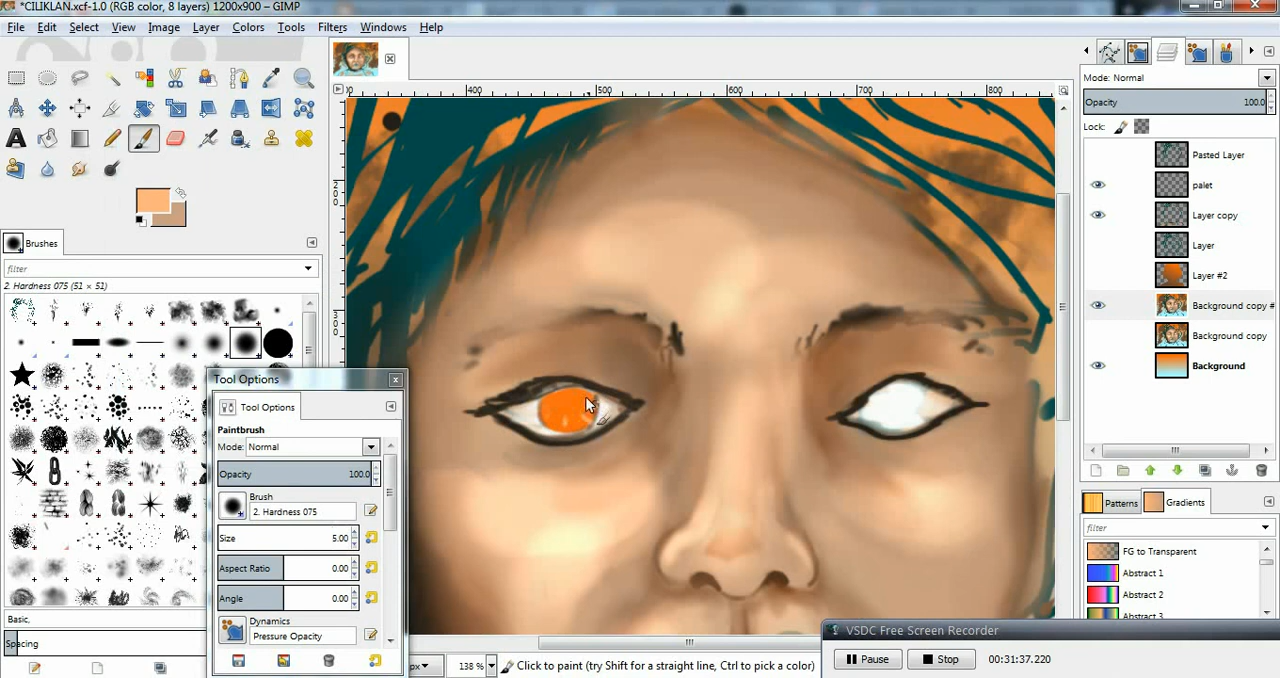 *CILIKLAN.xcf-1.0 (RGB color, 8 layers) 1200x900 – GIMP
File Edit Select View Image Layer Colors Tools Filters Windows Help
Mode: Normal
Opacity 100.0
Lock:
Pasted Layer
palet
Layer copy
Layer
Layer #2
Background copy #
Background copy
Background
400 500 600 700 800
200
300
Brushes
filter
2. Hardness 075 (51 × 51)
Basic,
Spacing
Tool Options
Tool Options
Paintbrush
Mode: Normal
Opacity 100.0
Brush
2. Hardness 075
Size 5.00
Aspect Ratio 0.00
Angle 0.00
Dynamics
Pressure Opacity
px 138 % Click to paint (try Shift for a straight line, Ctrl to pick a color)
Patterns Gradients
filter
FG to Transparent
Abstract 1
Abstract 2
Abstract 3
VSDC Free Screen Recorder
Pause Stop 00:31:37.220